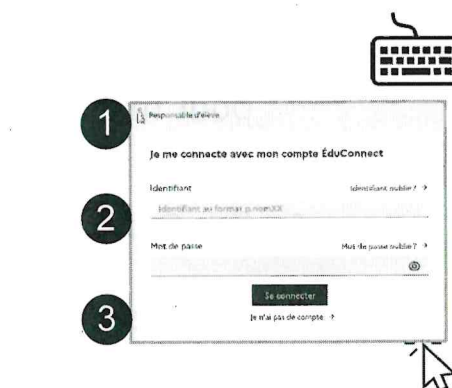 1
Responsable d'élève
Je me connecte avec mon compte ÉduConnect
Identifiant Identifiant oublié ? →
Identifiant au format p.nomXX
2
Mot de passe Mot de passe oublié ? →
Se connecter
3
Je n'ai pas de compte →